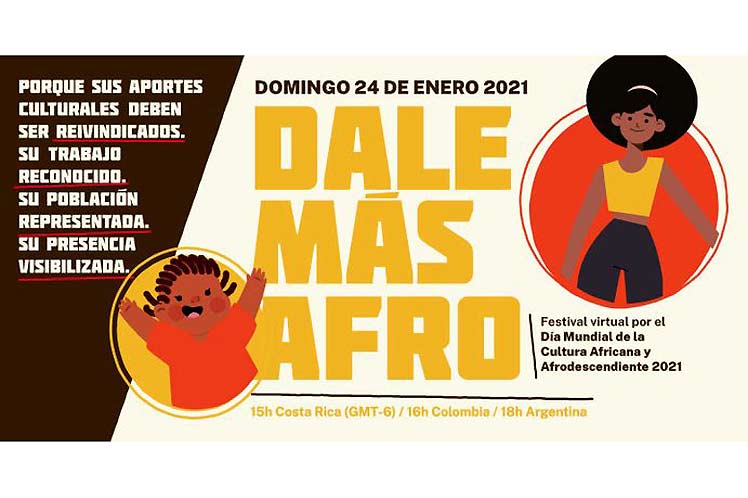 PORQUE SUS APORTES
CULTURALES DEBEN
SER REIVINDICADOS.
SU TRABAJO
RECONOCIDO.
SU POBLACIÓN
REPRESENTADA.
SU PRESENCIA
VISIBILIZADA.
DOMINGO 24 DE ENERO 2021
DALE
MÁS
AFRO
Festival virtual por el
Día Mundial de la
Cultura Africana y
Afrodescendiente 2021
15h Costa Rica (GMT-6) / 16h Colombia / 18h Argentina